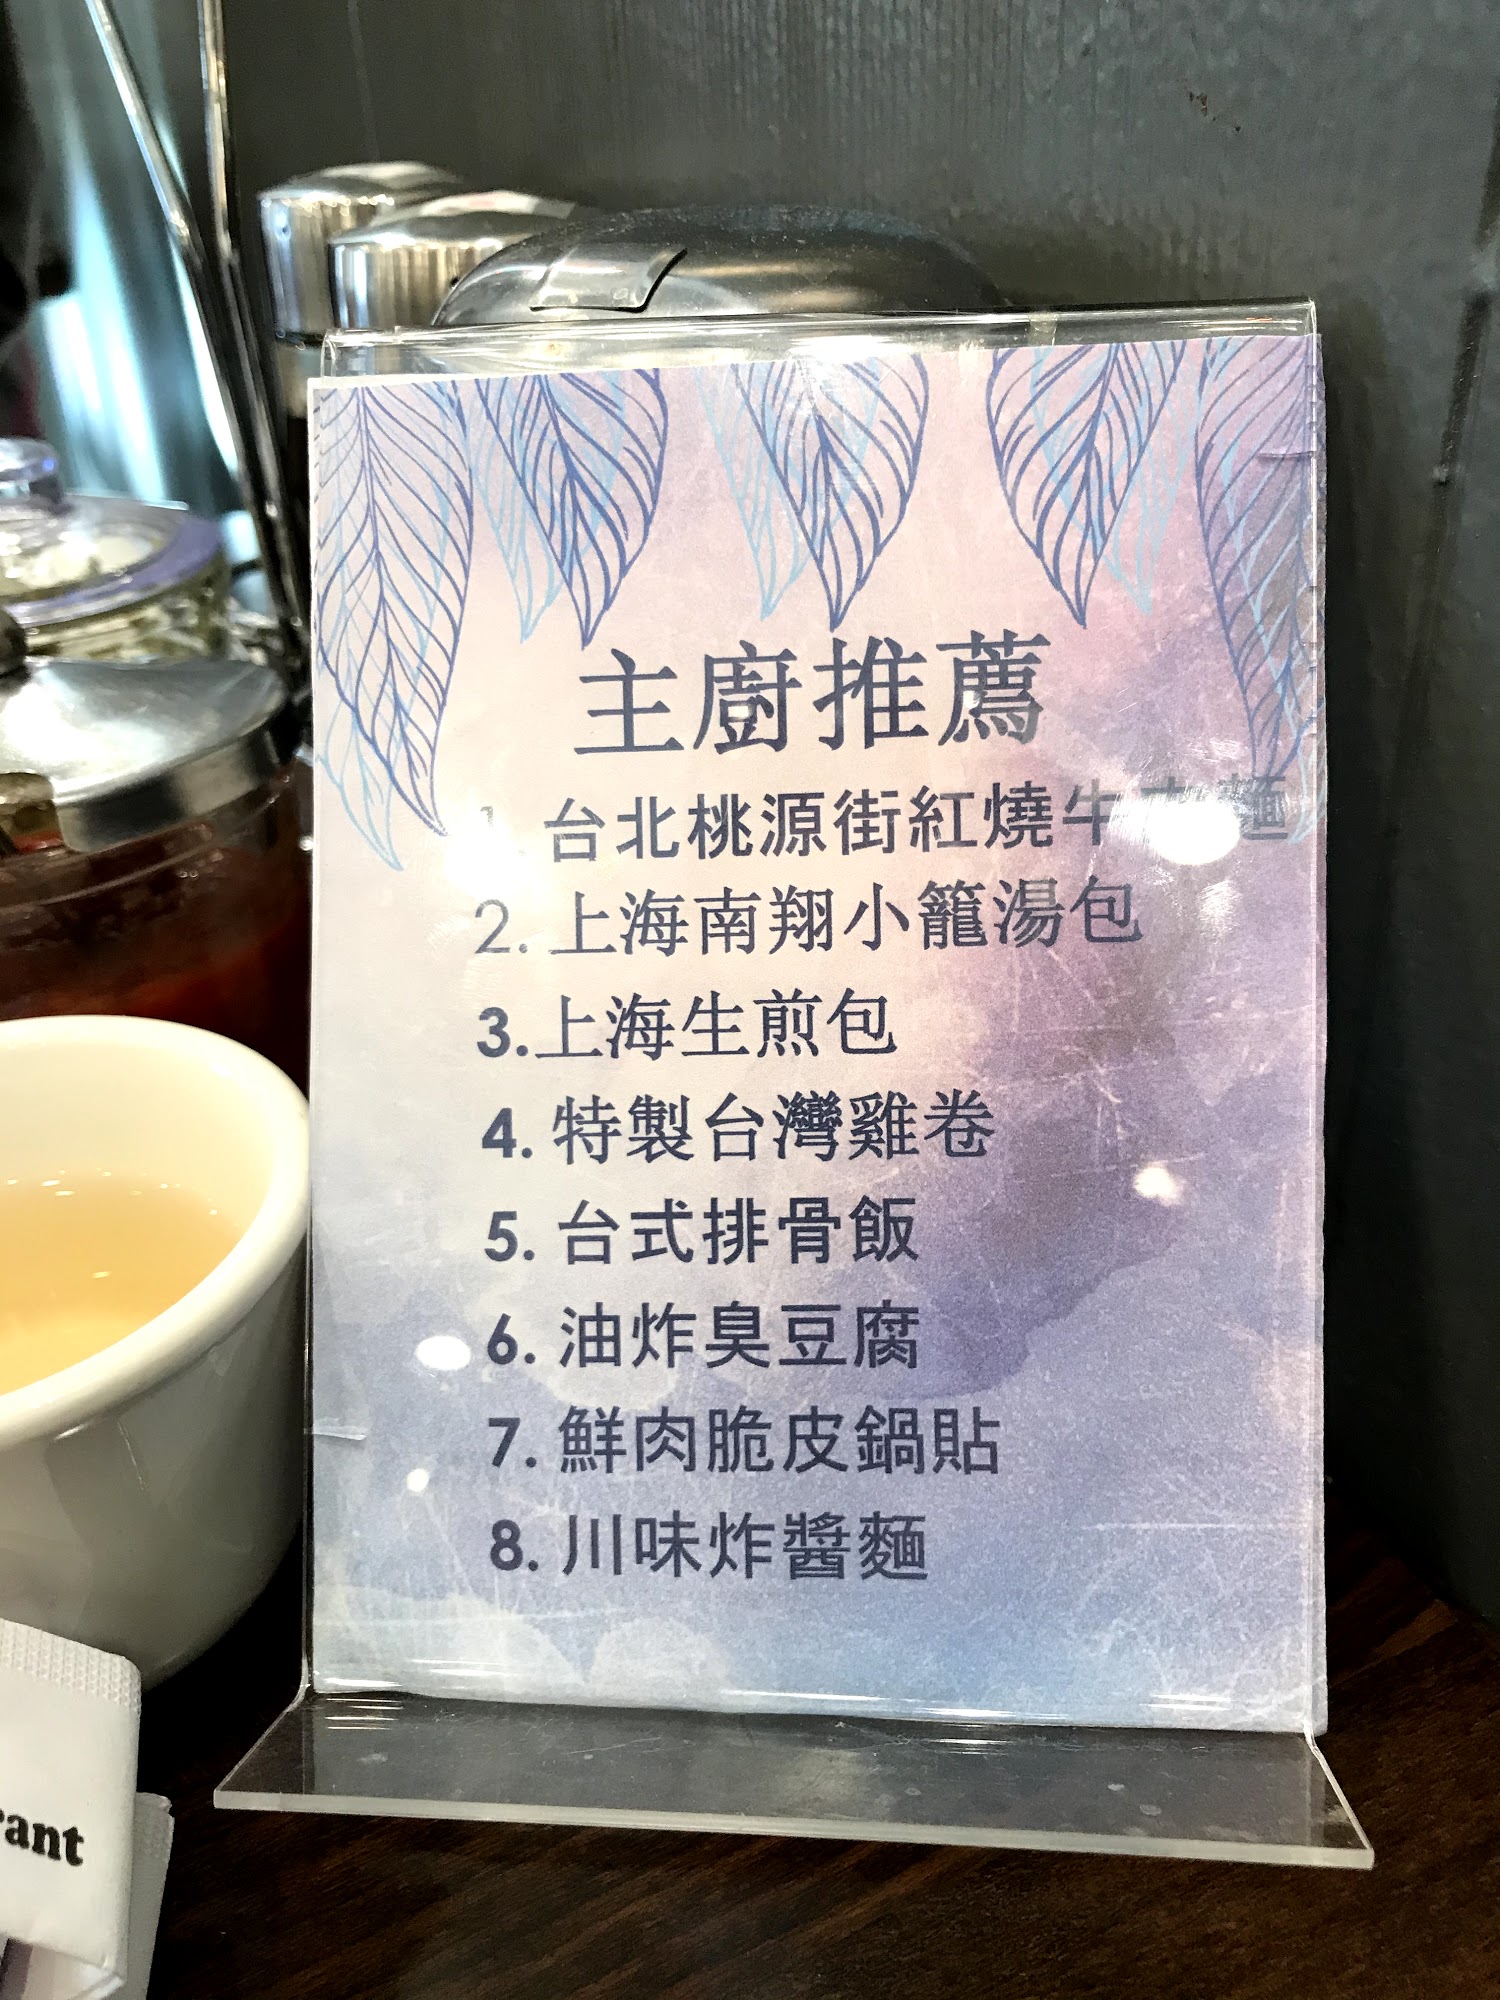 主廚推薦
1. 台北桃源街紅燒牛肉麵
2. 上海南翔小籠湯包
3.上海生煎包
4. 特製台灣雞卷
5. 台式排骨飯
6. 油炸臭豆腐
7. 鮮肉脆皮鍋貼
8. 川味炸醬麵